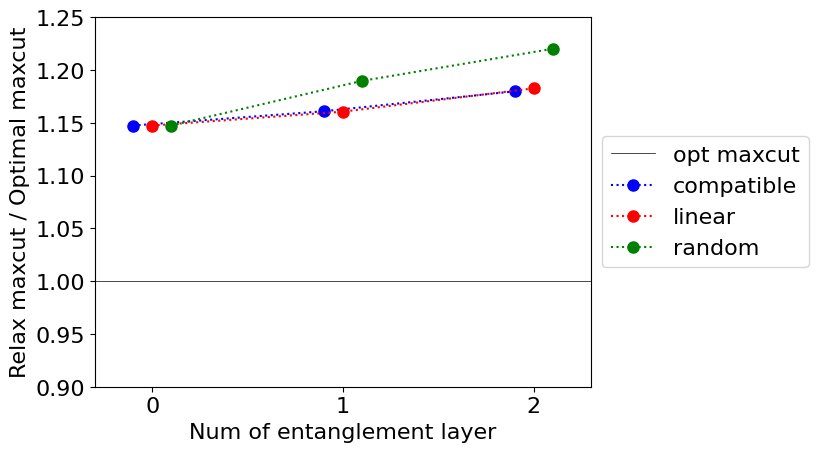 Relax maxcut / Optimal maxcut
1.25
1.20
1.15
1.10
1.05
1.00
0.95
0.90
0 1 2
Num of entanglement layer
opt maxcut
compatible
linear
random